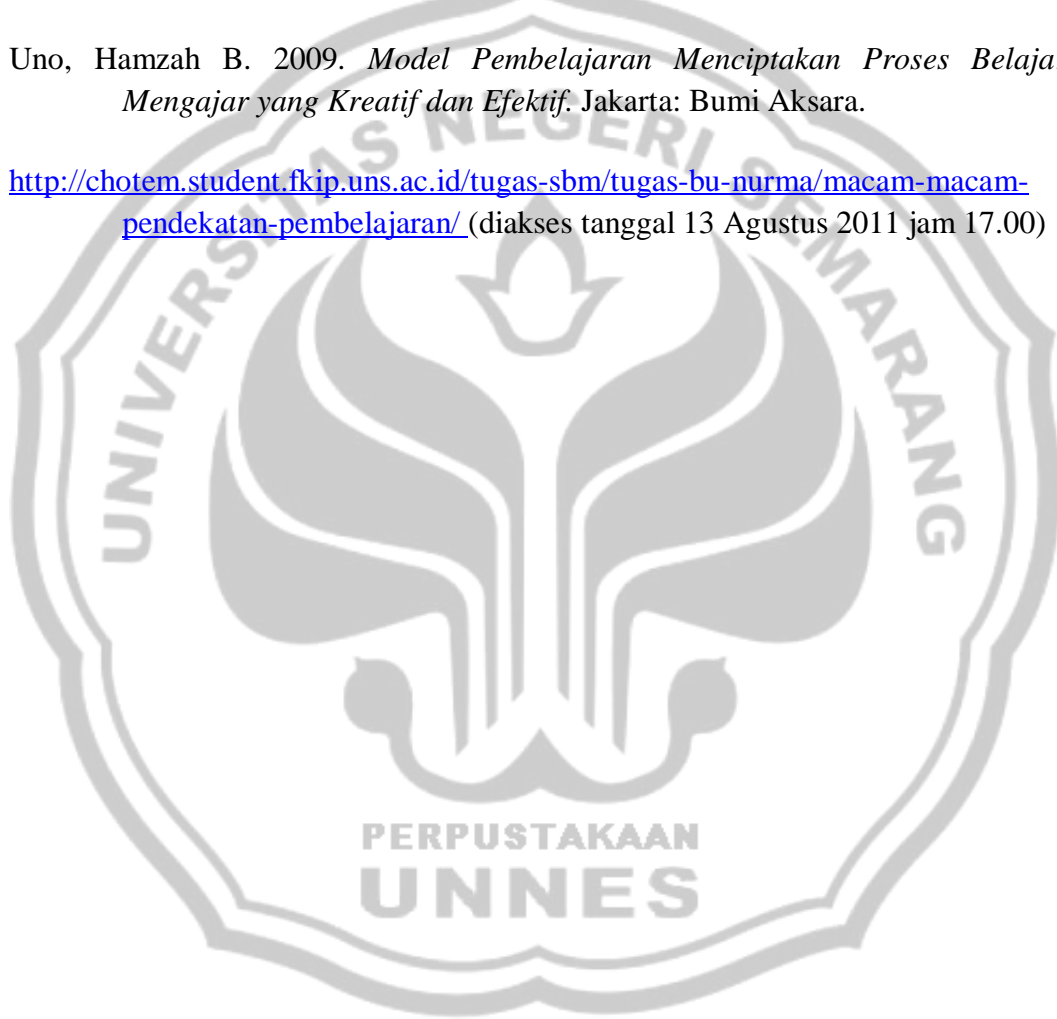 Uno, Hamzah B. 2009. Model Pembelajaran Menciptakan Proses Belaja
Mengajar yang Kreatif dan Efektif. Jakarta: Bumi Aksara.
http://chotem.student.fkip.uns.ac.id/tugas-sbm/tugas-bu-nurma/macam-macam-
pendekatan-pembelajaran/ (diakses tanggal 13 Agustus 2011 jam 17.00)
UNIVERSITAS NEGERI SEMARANG
PERPUSTAKAAN
UNNES